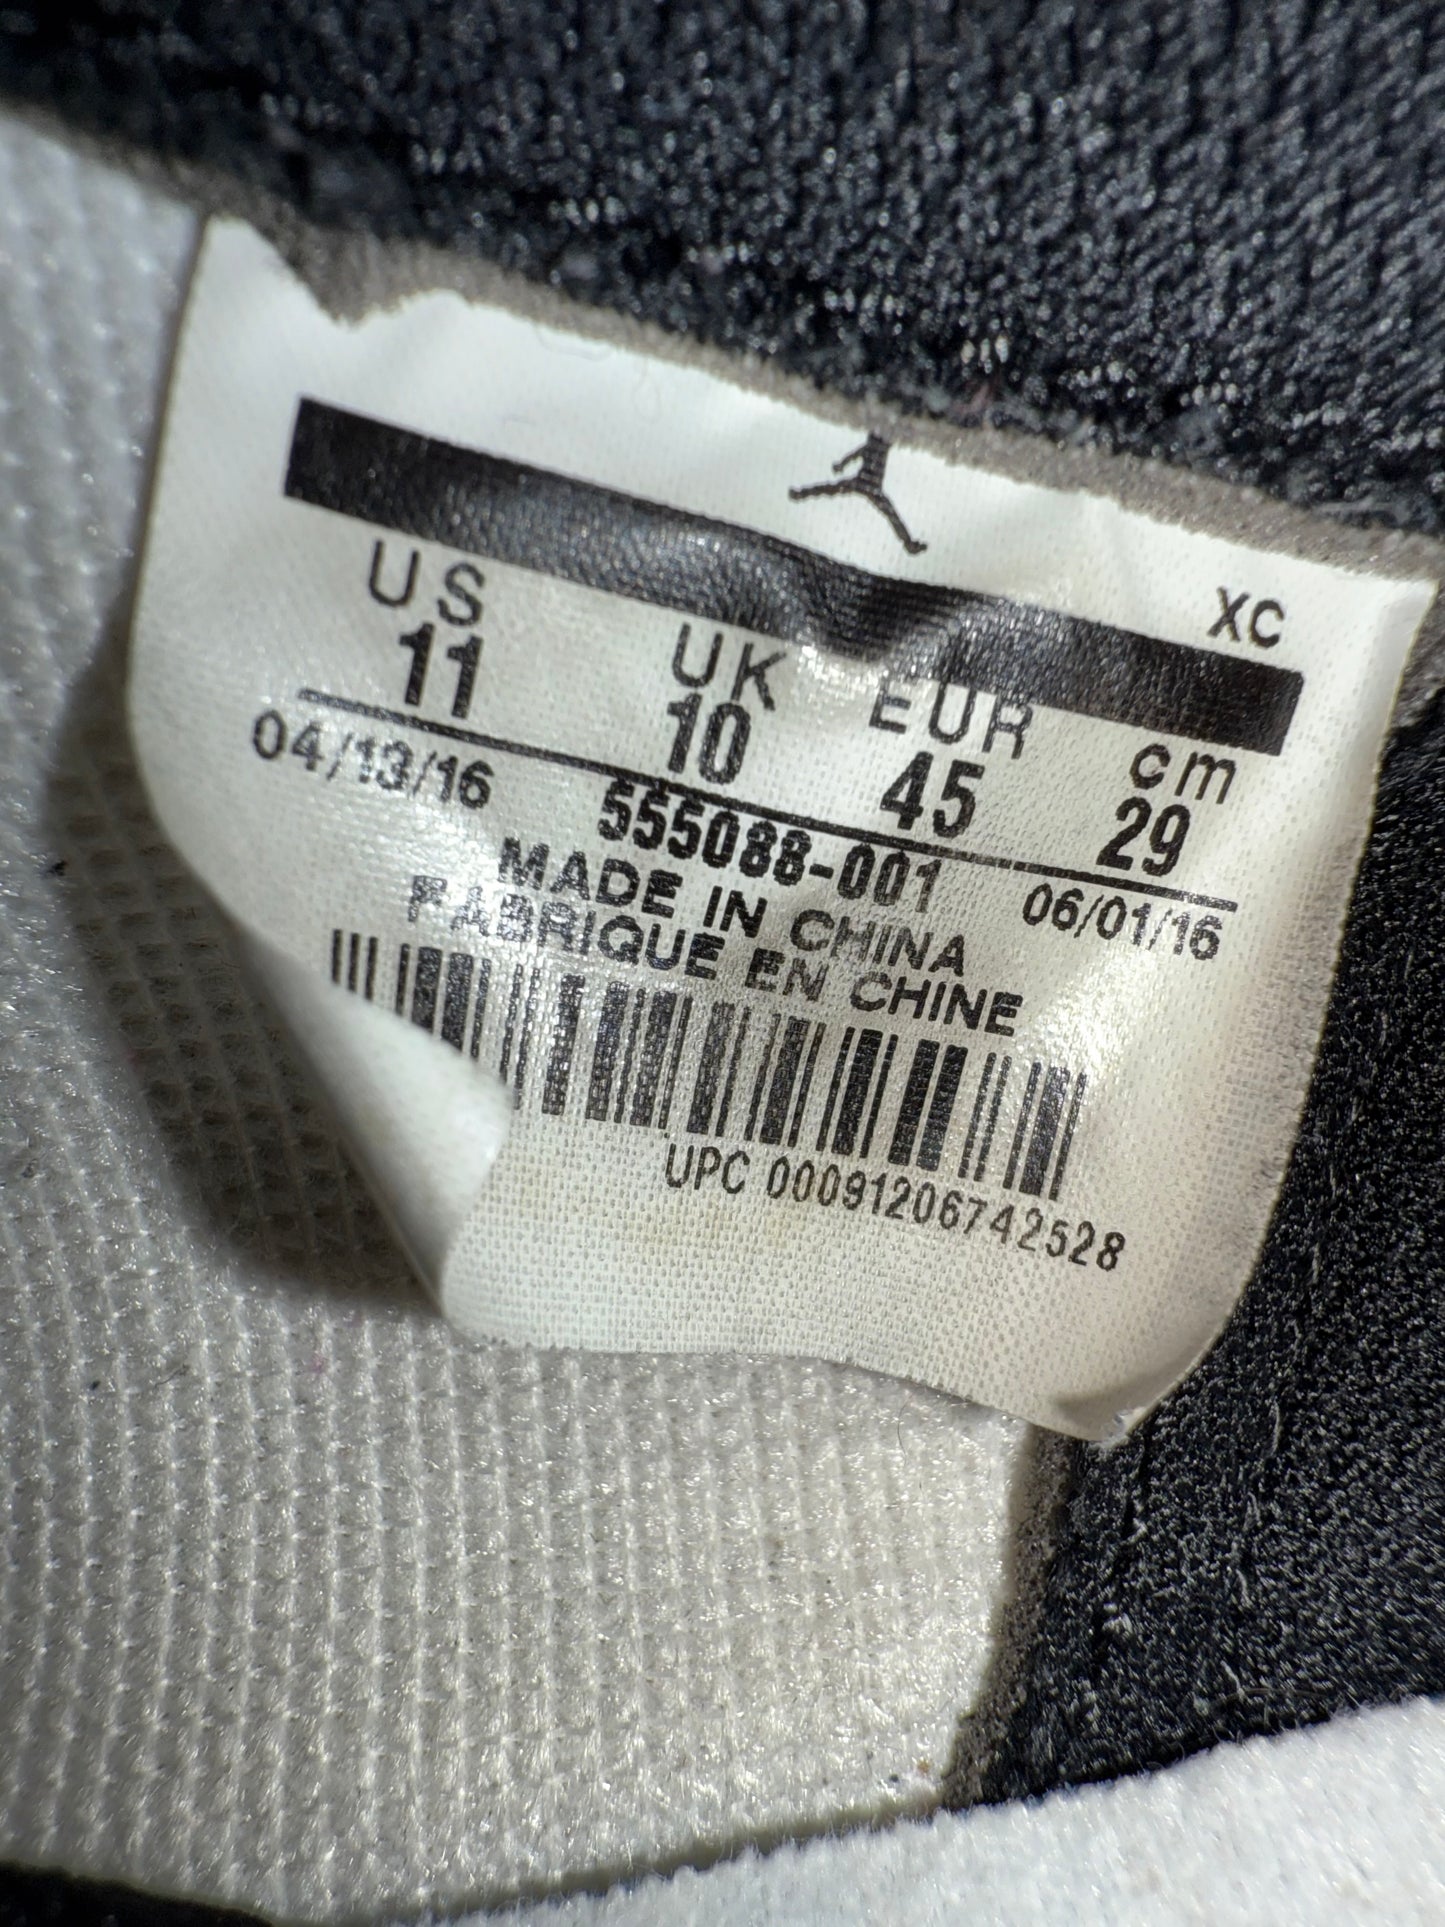 XC
US UK EUR cm
11 10 45 29
04/13/16 555088-001 06/01/16
MADE IN CHINA
FABRIQUE EN CHINE
UPC 00091206742528